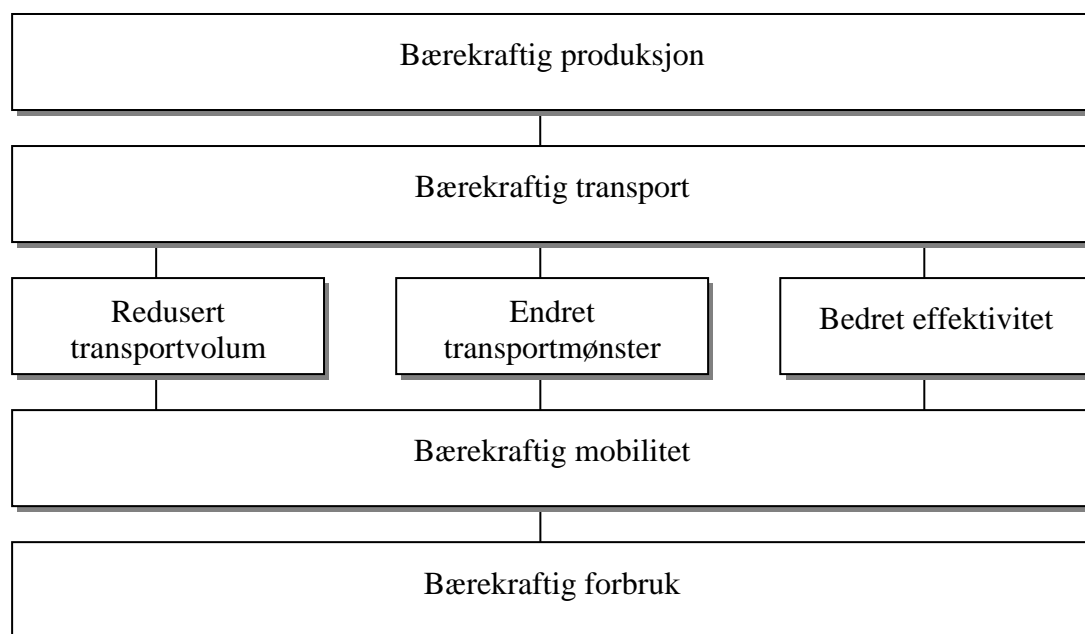 Bærekraftig produksjon
Bærekraftig transport
Redusert
transportvolum
Endret
transportmønster
Bedret effektivitet
Bærekraftig mobilitet
Bærekraftig forbruk